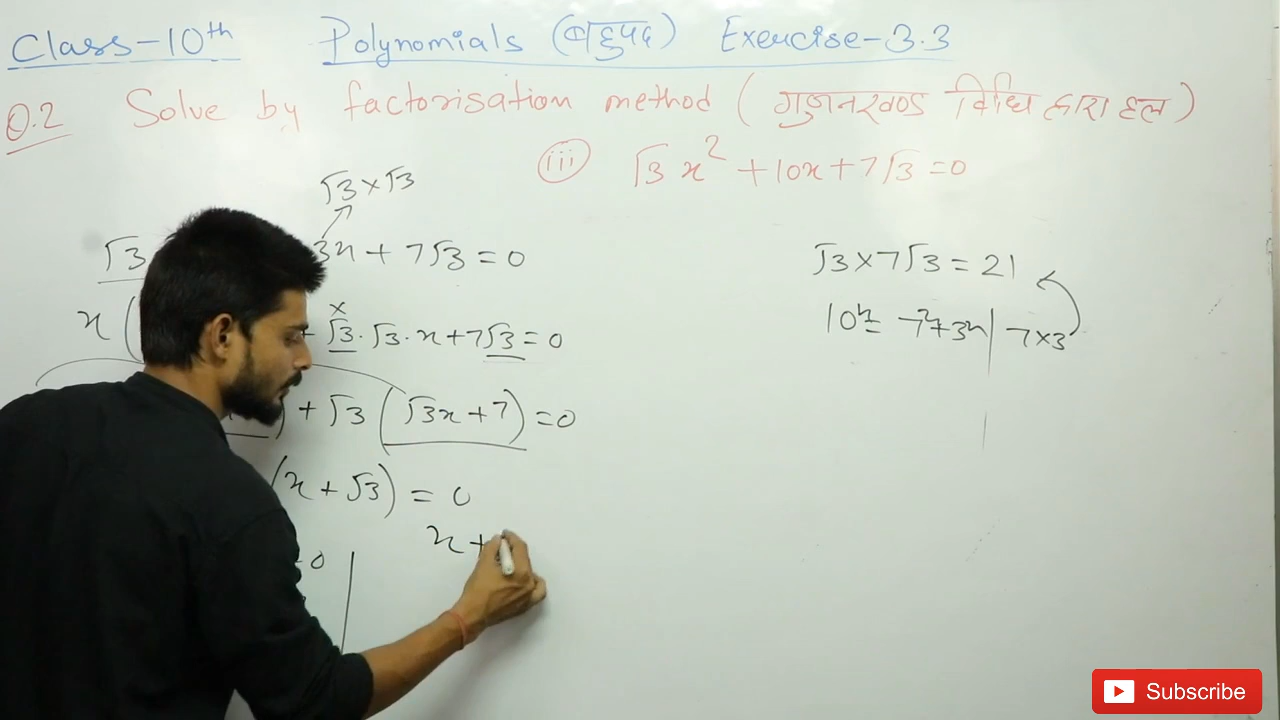 Class-10th Polynomials (बहुपद) Exercise-3.3
Q.2 Solve by factorisation method (गुणनखण्ड विधि द्वारा हल)
(iii) √3 x² + 10x + 7√3 = 0
√3 × √3
√3 3x + 7√3 = 0
x ( + √3 · √3 · x + 7√3 = 0
x
) + √3 (√3x + 7) = 0
(x + √3) = 0
0
x +
√3 × 7√3 = 21
10x = 7x + 3x | 7 × 3
Subscribe